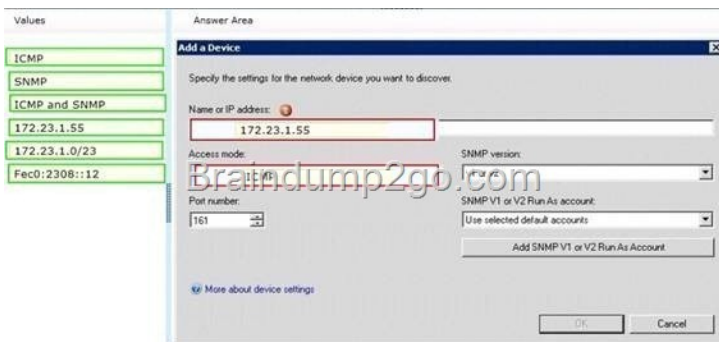 Values
Answer Area
ICMP
SNMP
ICMP and SNMP
172.23.1.55
172.23.1.0/23
Fec0:2308::12
Add a Device
Specify the settings for the network device you want to discover.
Name or IP address:
172.23.1.55
Access mode:
SNMP version:
ICMP
Braindump2go.com
Port number:
SNMP V1 or V2 Run As account:
161
Use selected default accounts
Add SNMP V1 or V2 Run As Account
More about device settings
OK
Cancel